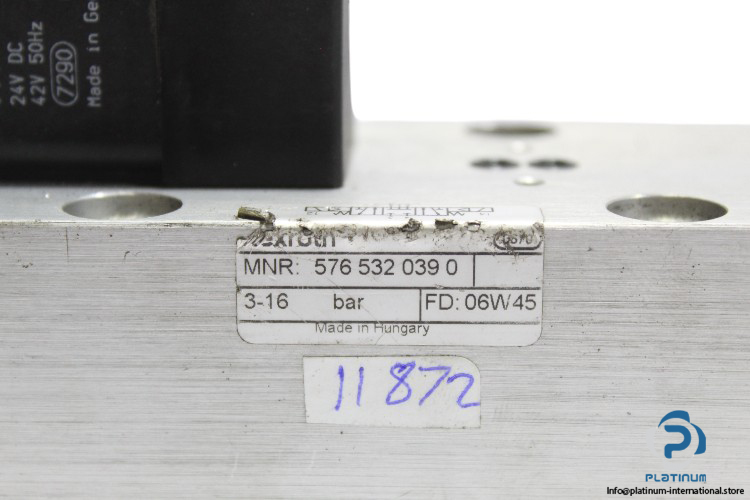 24V DC
42V 50Hz
7290
Made in Ge
Rexroth
MNR: 576 532 039 0
3-16 bar FD: 06W45
Made in Hungary
11872
PLATINUM
Info@platinum-international.store